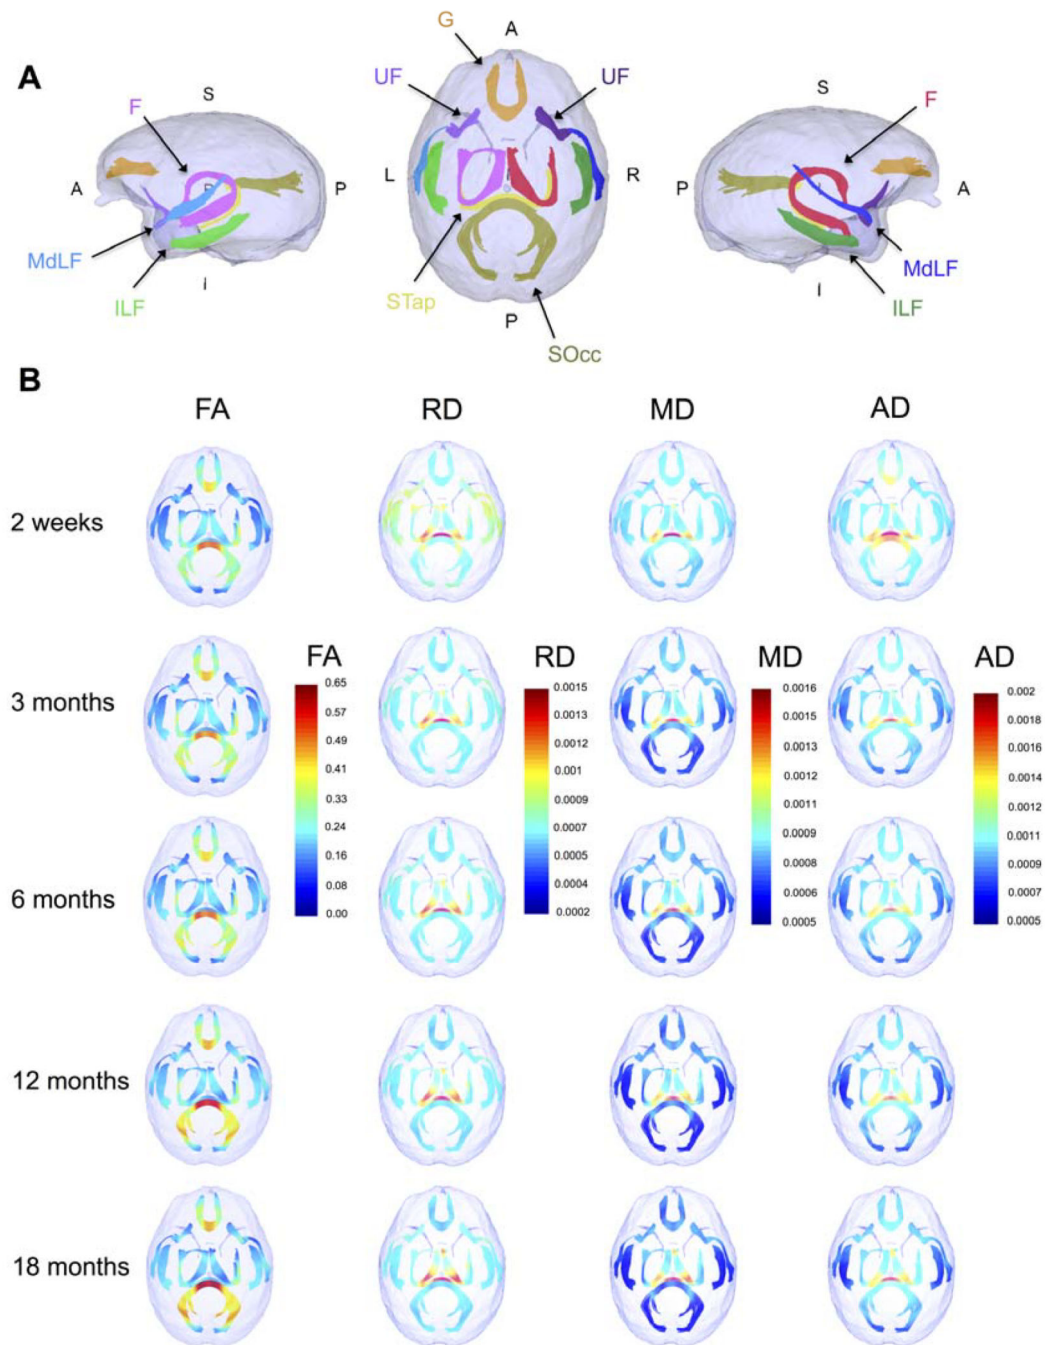 A
G
A
UF
UF
F
S
A
P
MdLF
ILF
i
L
R
STap
P
SOcc
S
F
P
A
MdLF
i
ILF
B
FA
RD
MD
AD
2 weeks
3 months
FA
0.65
0.57
0.49
0.41
0.33
0.24
0.16
0.08
0.00
RD
0.0015
0.0013
0.0012
0.001
0.0009
0.0007
0.0005
0.0004
0.0002
MD
0.0016
0.0015
0.0013
0.0012
0.0011
0.0009
0.0008
0.0006
0.0005
AD
0.002
0.0018
0.0016
0.0014
0.0012
0.0011
0.0009
0.0007
0.0005
6 months
12 months
18 months